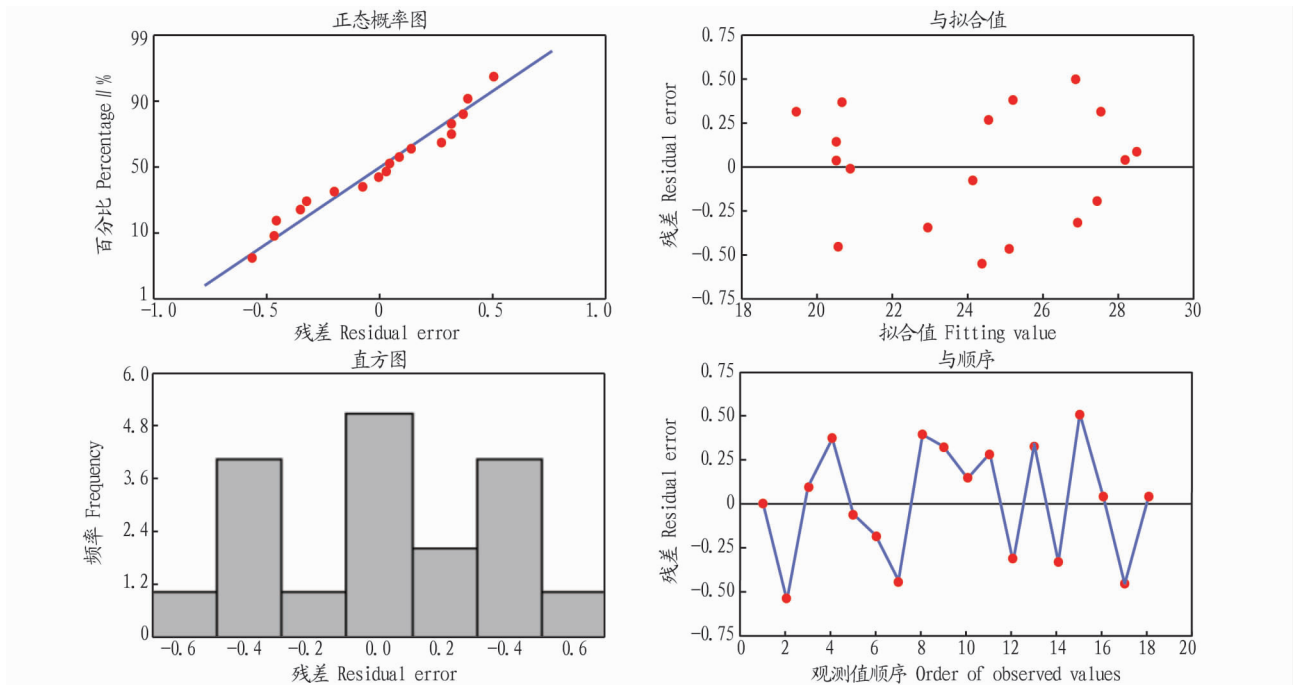 正态概率图
99
90
50
10
1
百分比 Percentage∥%
-1.0 -0.5 0 0.5 1.0
残差 Residual error
与拟合值
0.75
0.50
0.25
0
-0.25
-0.50
-0.75
残差 Residual error
18 20 22 24 26 28 30
拟合值 Fitting value
直方图
6.0
4.8
3.6
2.4
1.2
0
频率 Frequency
-0.6 -0.4 -0.2 0.0 0.2 -0.4 0.6
残差 Residual error
与顺序
0.75
0.50
0.25
0
-0.25
-0.50
-0.75
残差 Residual error
0 2 4 6 8 10 12 14 16 18 20
观测值顺序 Order of observed values